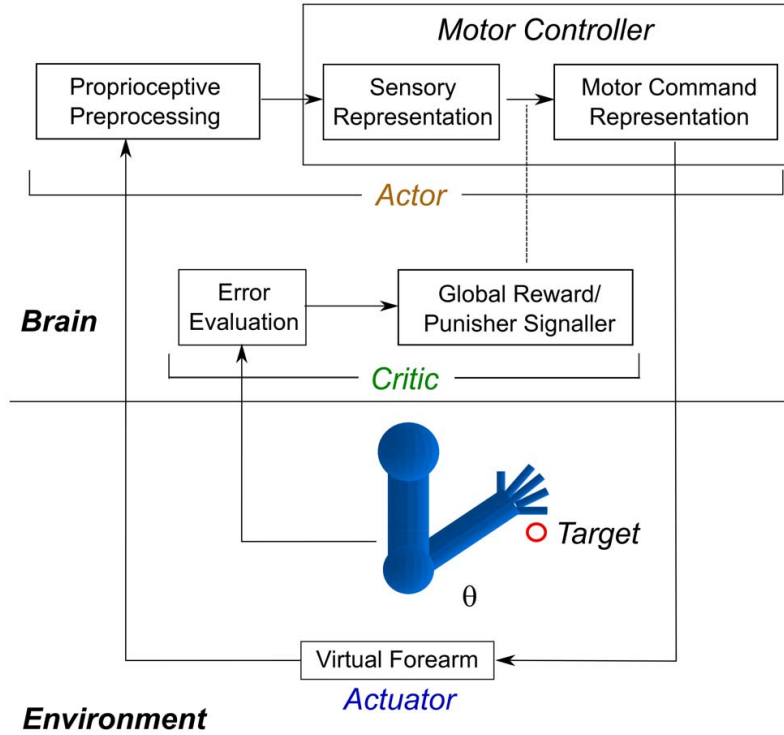 Motor Controller
Proprioceptive
Preprocessing
Sensory
Representation
Motor Command
Representation
Actor
Error
Evaluation
Global Reward/
Punisher Signaller
Brain
Critic
Target
θ
Virtual Forearm
Actuator
Environment